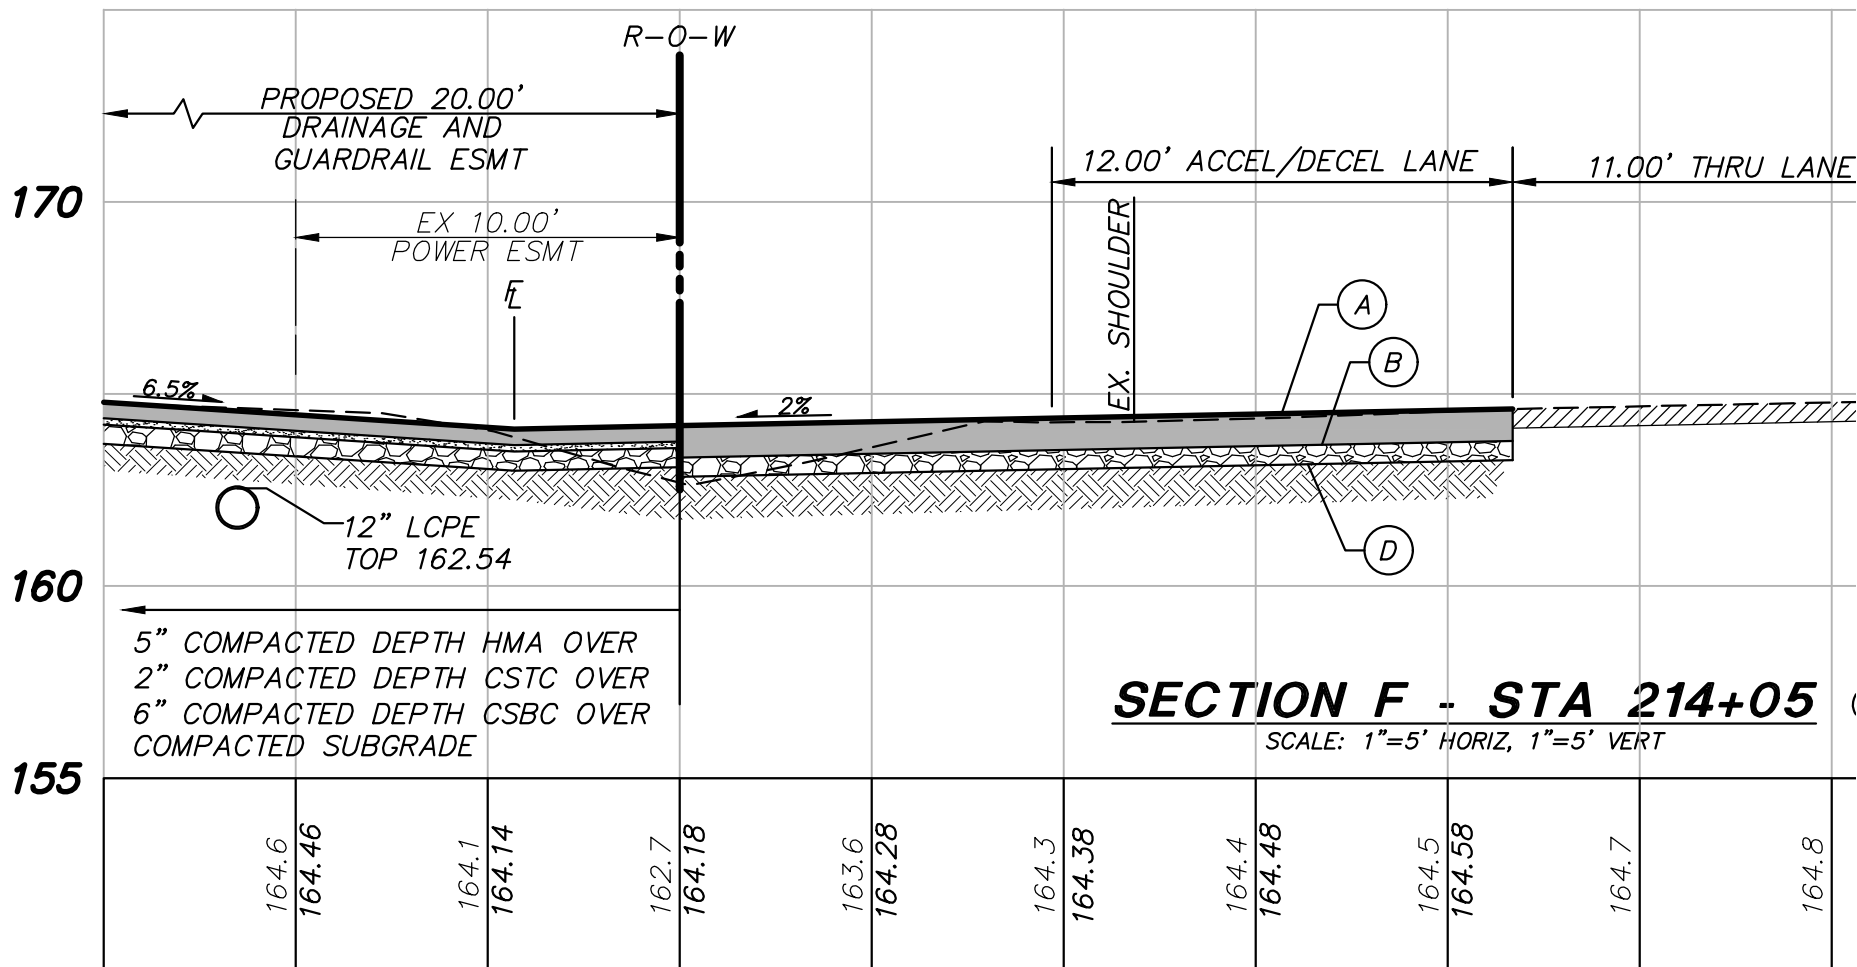 R-O-W
PROPOSED 20.00'
DRAINAGE AND
GUARDRAIL ESMT
12.00' ACCEL/DECEL LANE
11.00' THRU LANE
170
EX 10.00'
POWER ESMT
EX. SHOULDER
FL
A
B
6.5%
2%
12" LCPE
TOP 162.54
D
160
5" COMPACTED DEPTH HMA OVER
2" COMPACTED DEPTH CSTC OVER
6" COMPACTED DEPTH CSBC OVER
COMPACTED SUBGRADE
SECTION F - STA 214+05
SCALE: 1"=5' HORIZ, 1"=5' VERT
155
164.6
164.46
164.1
164.14
162.7
164.18
163.6
164.28
164.3
164.38
164.4
164.48
164.5
164.58
164.7
164.8